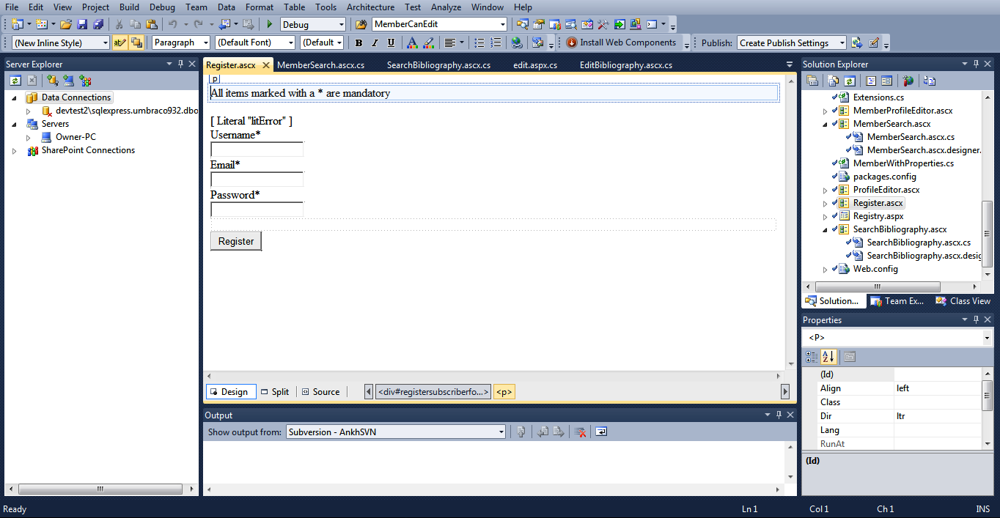 File Edit View Project Build Debug Team Data Format Table Tools Architecture Test Analyze Window Help
Debug MemberCanEdit
(New Inline Style) Paragraph (Default Font) (Default B I U A Install Web Components Publish: Create Publish Settings
Server Explorer
Data Connections
devtest2\sqlexpress.umbraco932.dbo
Servers
Owner-PC
SharePoint Connections
Register.ascx MemberSearch.ascx.cs SearchBibliography.ascx.cs edit.aspx.cs EditBibliography.ascx.cs
p
All items marked with a * are mandatory
[ Literal "litError" ]
Username*
Email*
Password*
Register
Design Split Source <div#registersubscriberfo...> <p>
Output
Show output from: Subversion - AnkhSVN
Solution Explorer
Extensions.cs
MemberProfileEditor.ascx
MemberSearch.ascx
MemberSearch.ascx.cs
MemberSearch.ascx.designer.
MemberWithProperties.cs
packages.config
ProfileEditor.ascx
Register.ascx
Registry.aspx
SearchBibliography.ascx
SearchBibliography.ascx.cs
SearchBibliography.ascx.desig
Web.config
Solution... Team Ex... Class View
Properties
<P>
(Id)
Align left
Class
Dir ltr
Lang
RunAt
(Id)
Ready Ln 1 Col 1 Ch 1 INS